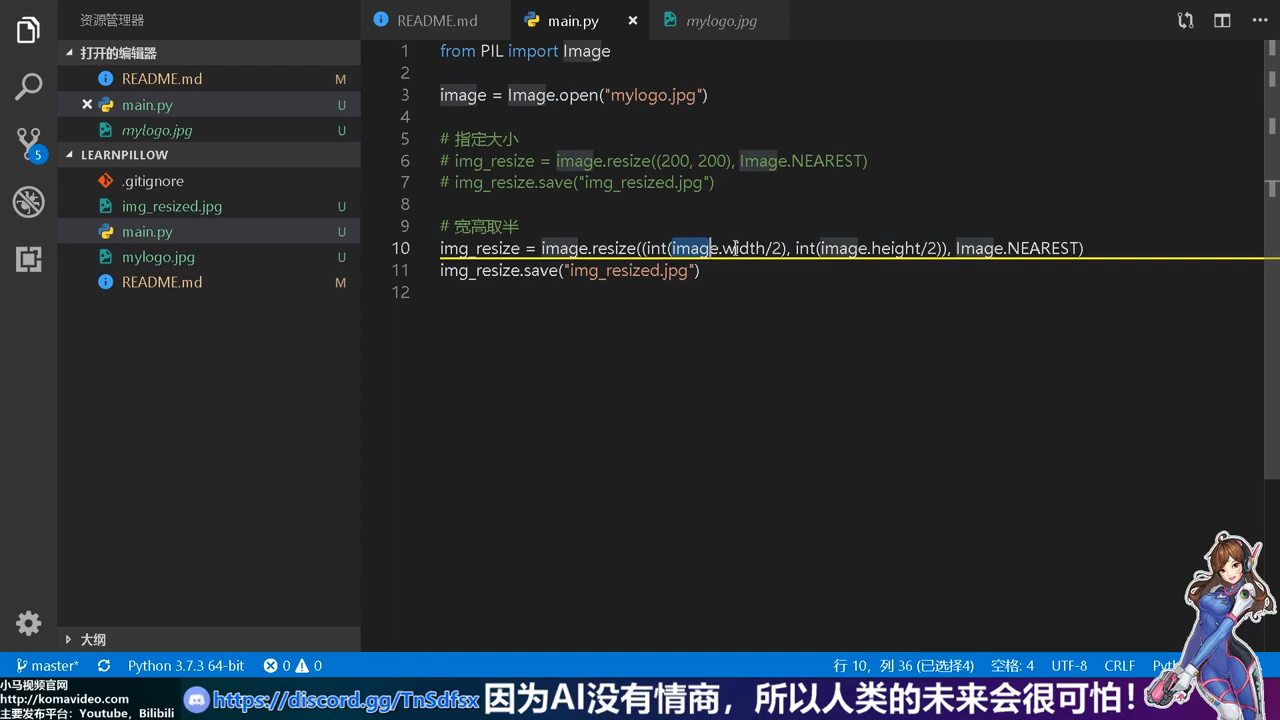 资源管理器
README.md
main.py
mylogo.jpg
打开的编辑器
README.md M
main.py U
mylogo.jpg U
LEARNPILLOW
.gitignore
img_resized.jpg U
main.py U
mylogo.jpg U
README.md M
5
1 from PIL import Image
2
3 image = Image.open("mylogo.jpg")
4
5 # 指定大小
6 # img_resize = image.resize((200, 200), Image.NEAREST)
7 # img_resize.save("img_resized.jpg")
8
9 # 宽高取半
10 img_resize = image.resize((int(image.width/2), int(image.height/2)), Image.NEAREST)
11 img_resize.save("img_resized.jpg")
12
大纲
master* Python 3.7.3 64-bit 0 0 行 10，列 36 (已选择4) 空格: 4 UTF-8 CRLF
小马视频官网
http://komavideo.com
主要发布平台: Youtube, Bilibili
https://discord.gg/TnSdfsx 因为AI没有情商，所以人类的未来会很可怕！